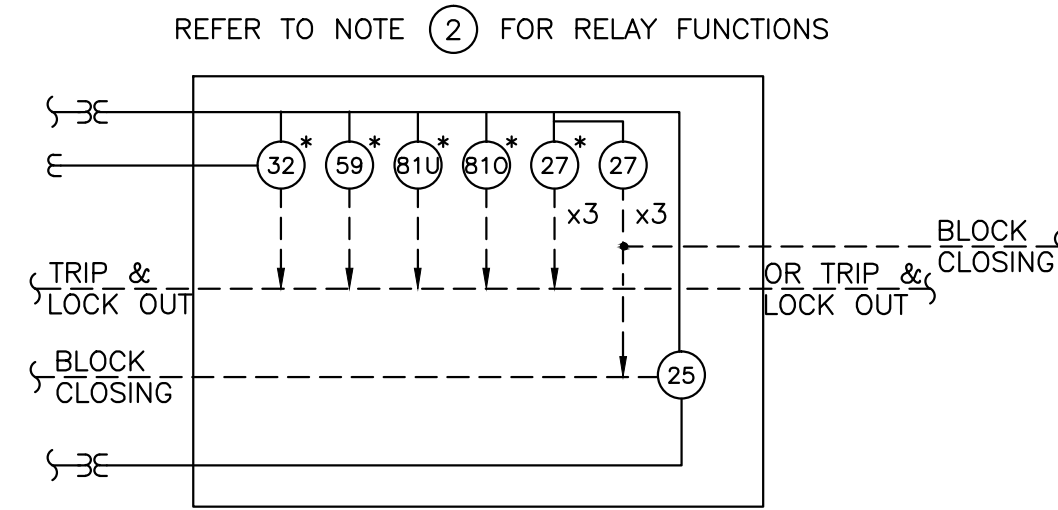 REFER TO NOTE 2 FOR RELAY FUNCTIONS
32 * 59 * 81U * 81O * 27 * 27
x3 x3
BLOCK
CLOSING
TRIP &
LOCK OUT
OR TRIP &
LOCK OUT
BLOCK
CLOSING
25